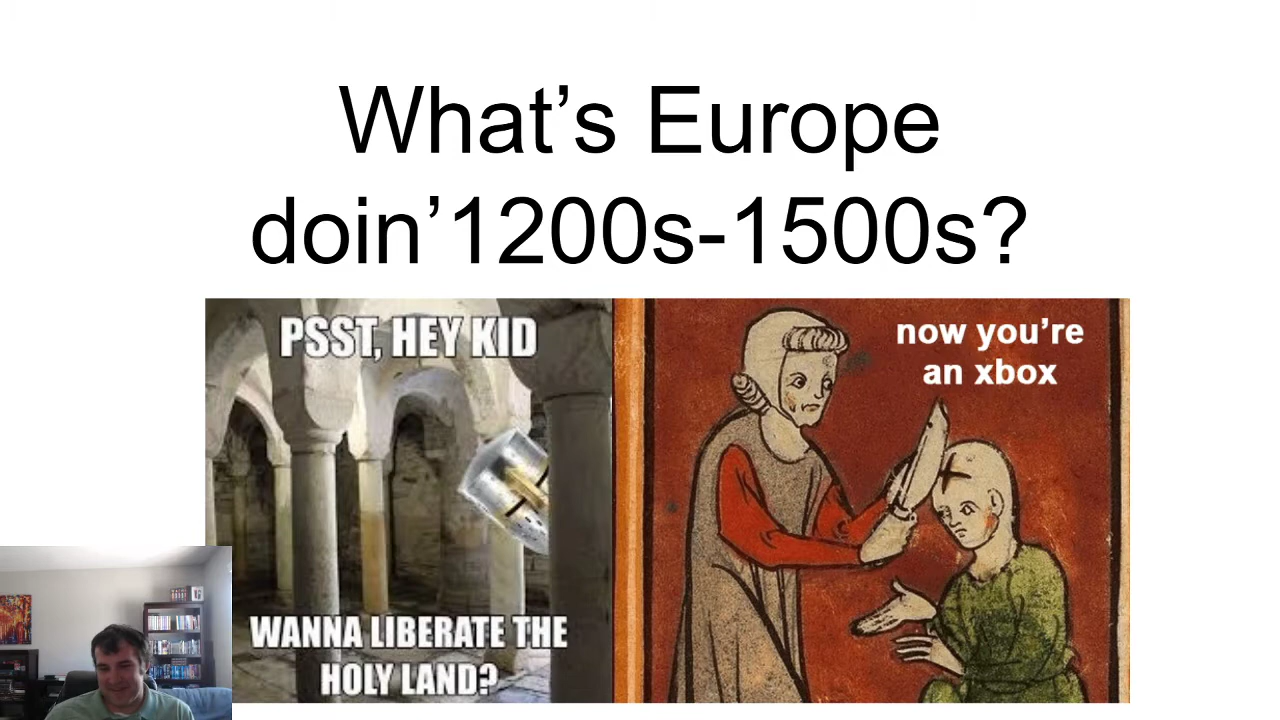 What’s Europe
doin’1200s-1500s?
PSST, HEY KID
WANNA LIBERATE THE
HOLY LAND?
now you’re
an xbox